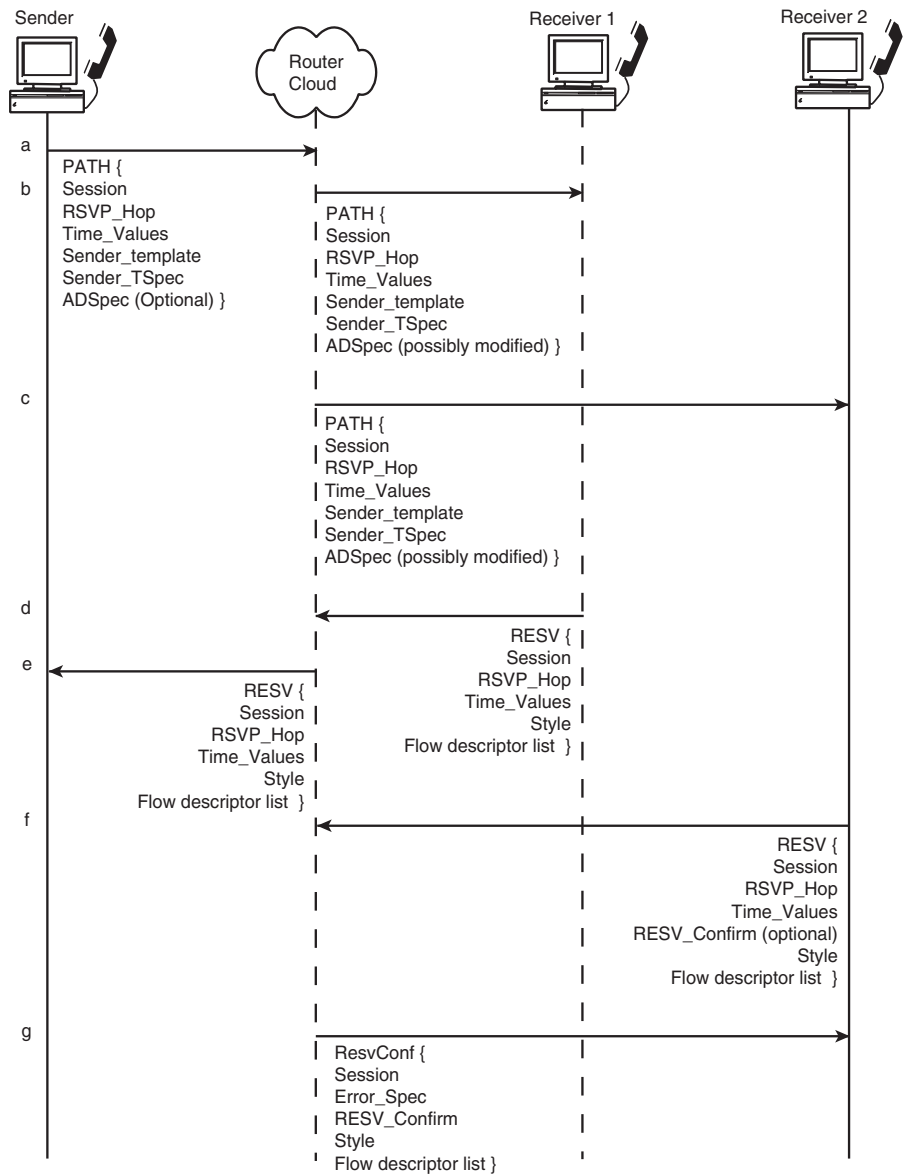 Sender
Router
Cloud
Receiver 1
Receiver 2
a
PATH {
Session
RSVP_Hop
Time_Values
Sender_template
Sender_TSpec
ADSpec (Optional) }
b
PATH {
Session
RSVP_Hop
Time_Values
Sender_template
Sender_TSpec
ADSpec (possibly modified) }
c
PATH {
Session
RSVP_Hop
Time_Values
Sender_template
Sender_TSpec
ADSpec (possibly modified) }
d
RESV {
Session
RSVP_Hop
Time_Values
Style
Flow descriptor list }
e
RESV {
Session
RSVP_Hop
Time_Values
Style
Flow descriptor list }
f
RESV {
Session
RSVP_Hop
Time_Values
RESV_Confirm (optional)
Style
Flow descriptor list }
g
ResvConf {
Session
Error_Spec
RESV_Confirm
Style
Flow descriptor list }